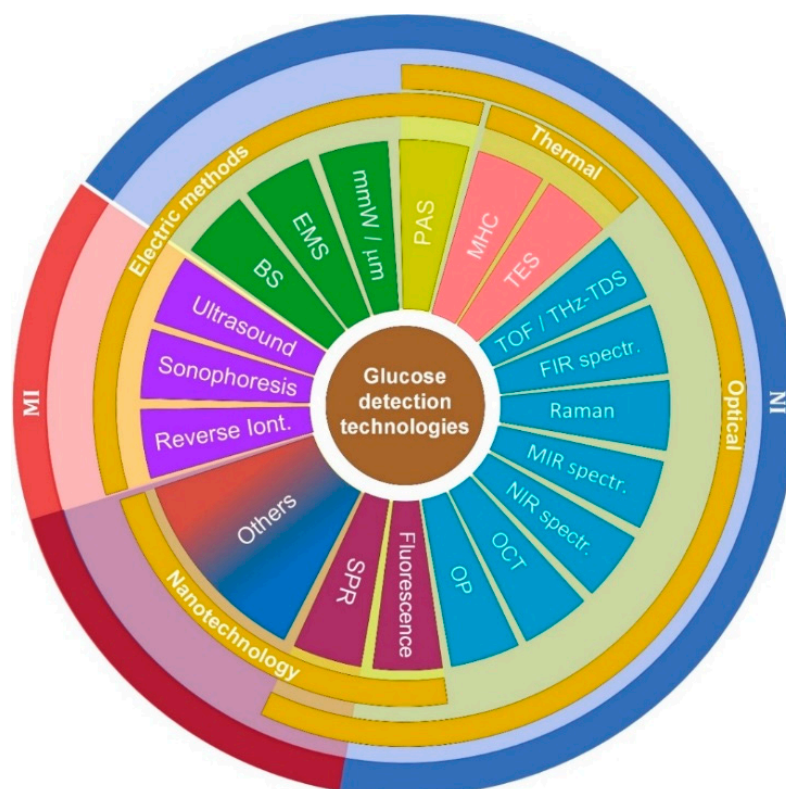 Glucose
detection
technologies
Electric methods
Thermal
Optical
Nanotechnology
MI
NI
PAS
MHC
TES
TOF / THz-TDS
FIR spectr.
Raman
MIR spectr.
NIR spectr.
OCT
OP
Fluorescence
SPR
Others
Reverse Iont.
Sonophoresis
Ultrasound
BS
EMS
mmW / μm